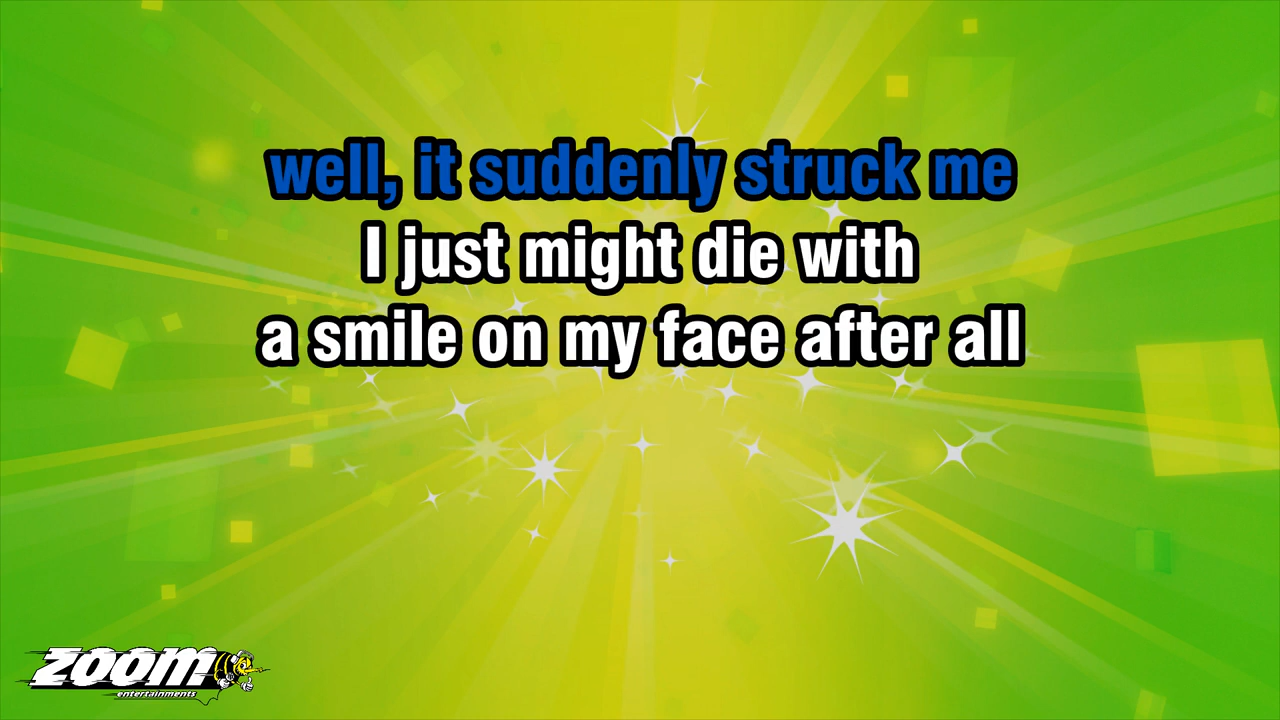 well, it suddenly struck me
I just might die with
a smile on my face after all
zoom
entertainments